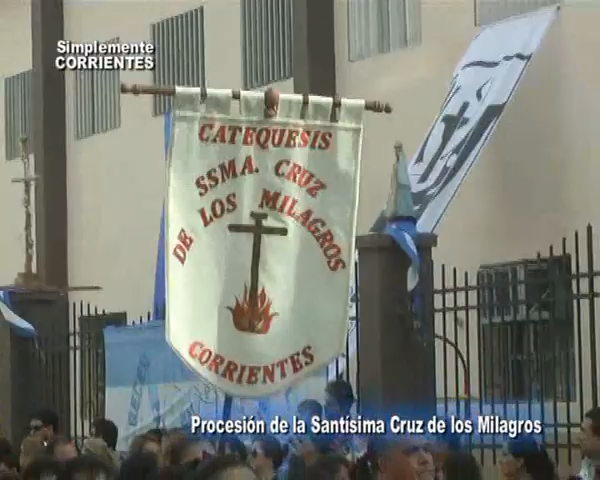 Simplemente
CORRIENTES
CATEQUESIS
SSMA. CRUZ
DE LOS MILAGROS
CORRIENTES
Procesión de la Santísima Cruz de los Milagros